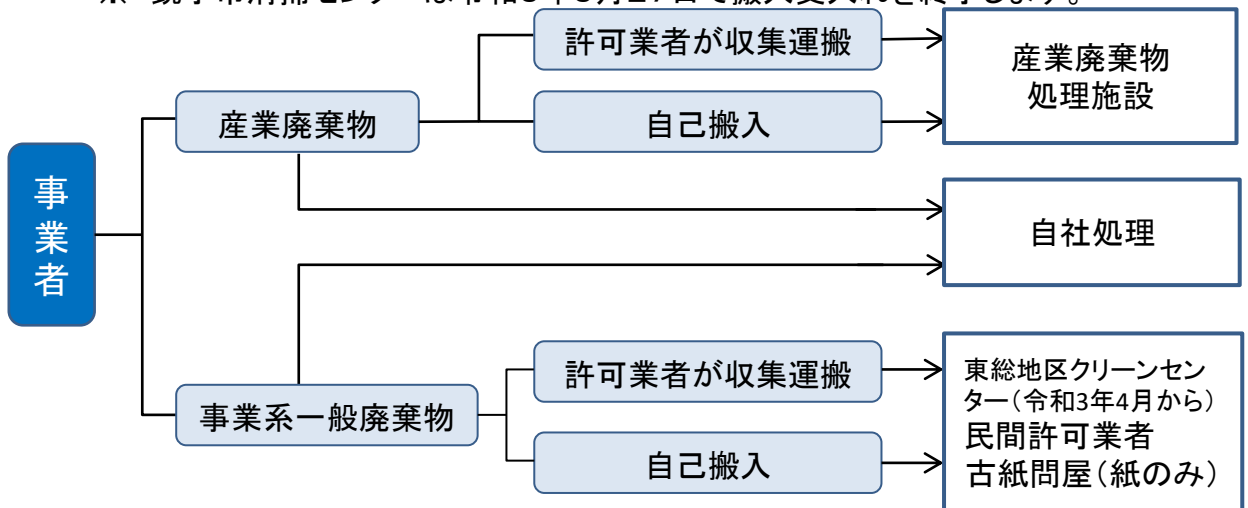 許可業者が収集運搬
産業廃棄物
処理施設
産業廃棄物
自己搬入
事業者
自社処理
許可業者が収集運搬
東総地区クリーンセン
ター(令和3年4月から)
民間許可業者
古紙問屋(紙のみ)
事業系一般廃棄物
自己搬入